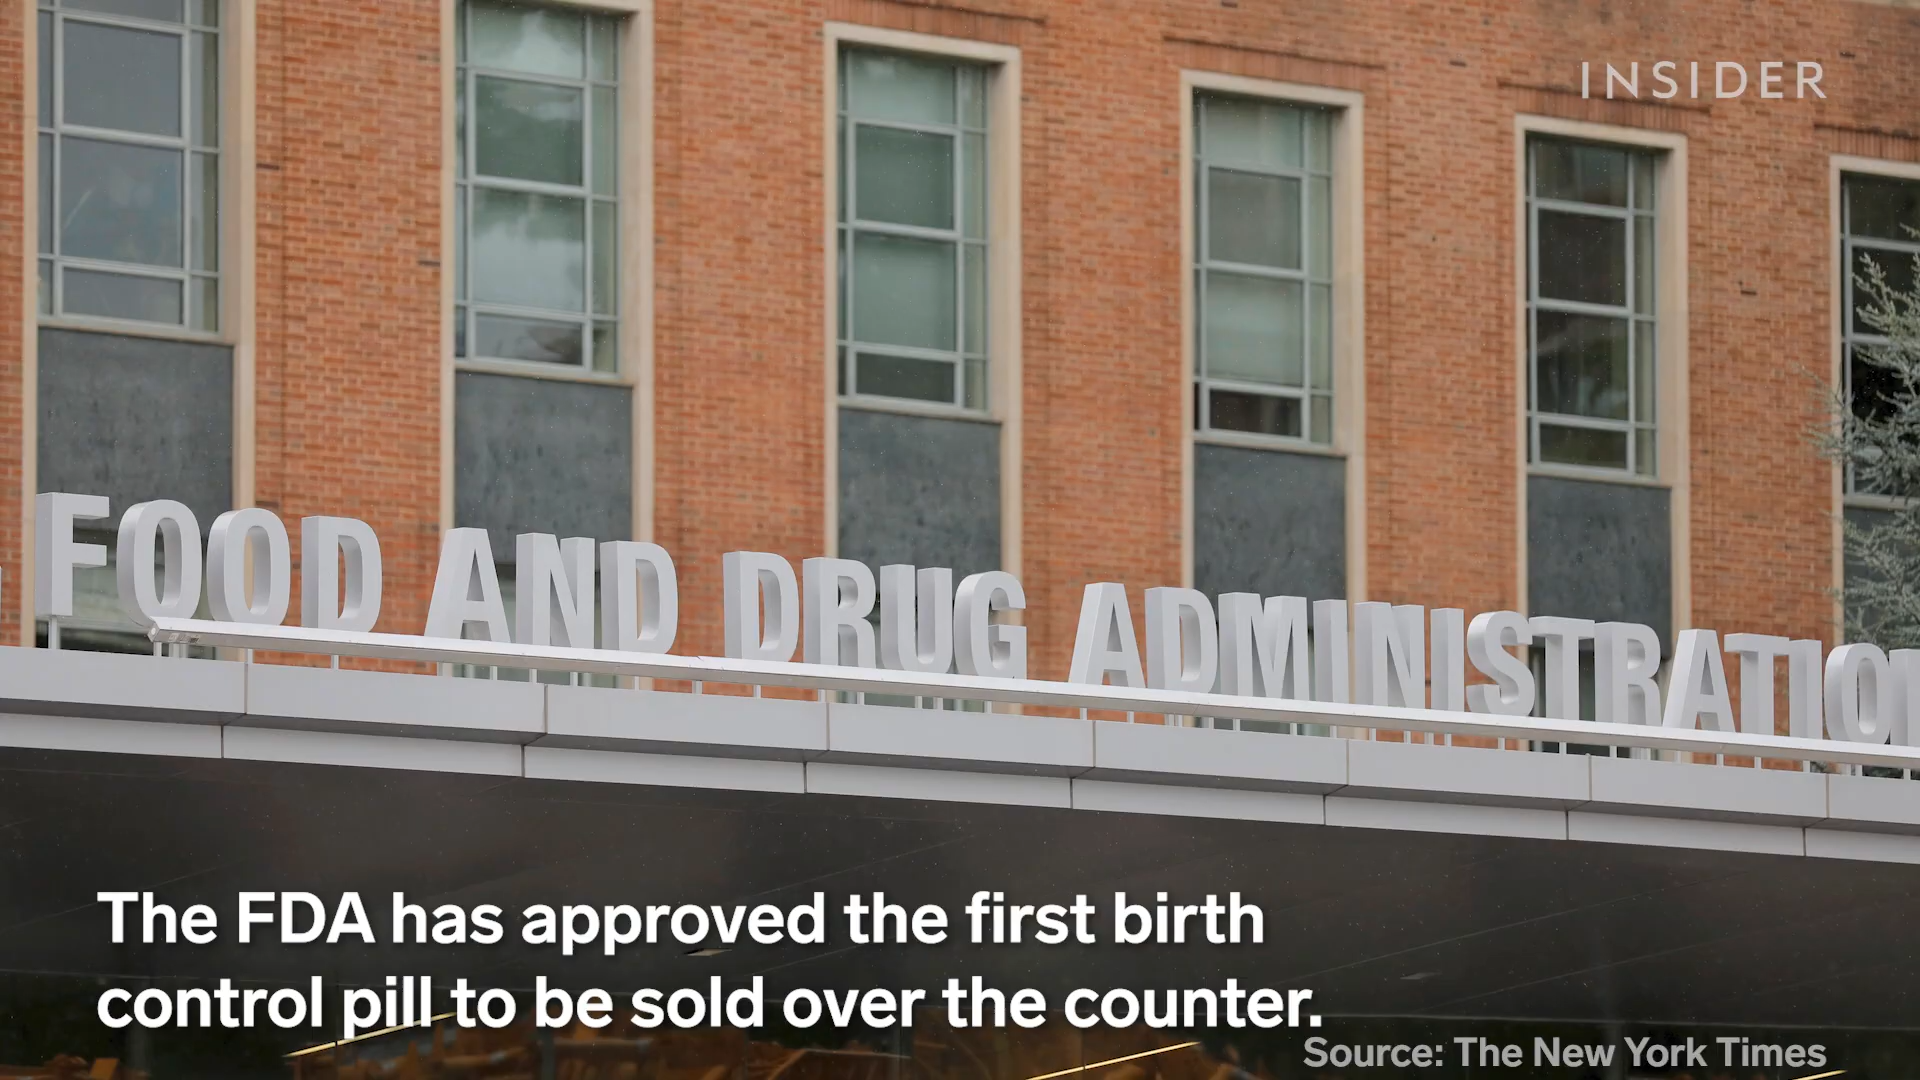 INSIDER
FOOD AND DRUG ADMINISTRATION
The FDA has approved the first birth
control pill to be sold over the counter.
Source: The New York Times